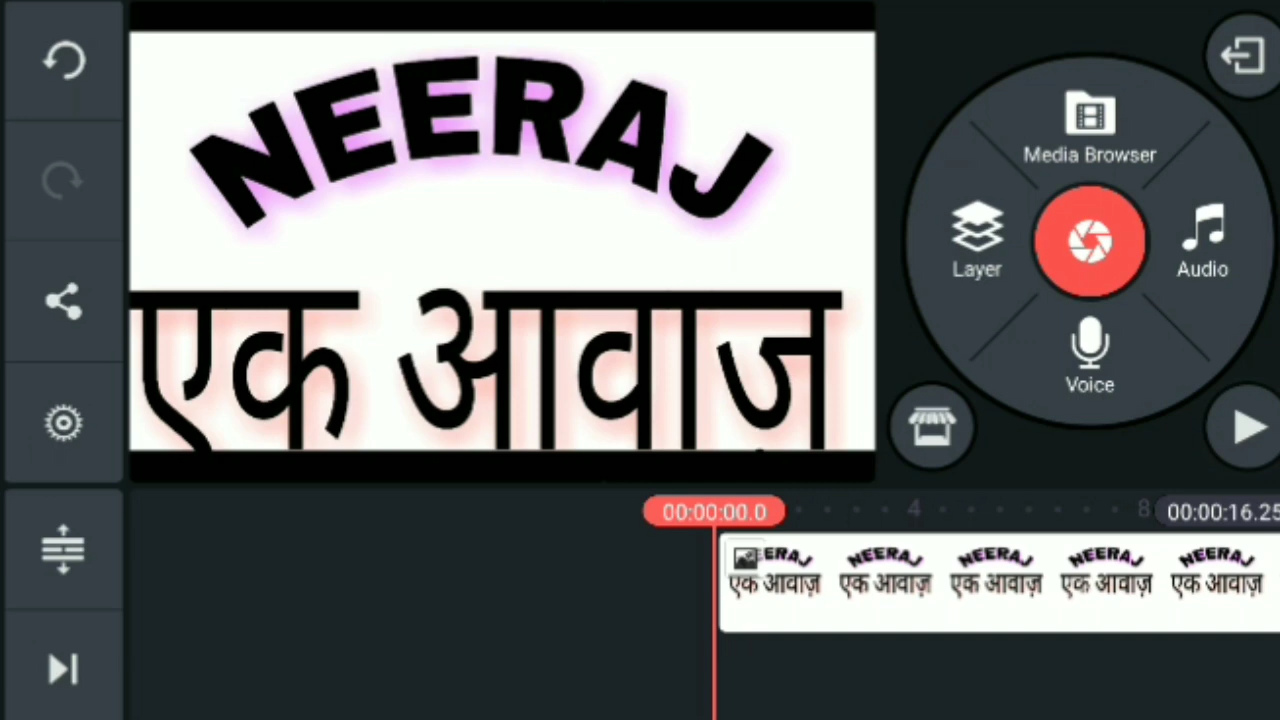 NEERAJ
एक आवाज़
Media Browser
Layer
Audio
Voice
00:00:00.0
4
8
00:00:16.25
ERAJ NEERAJ NEERAJ NEERAJ NEERAJ
एक आवाज़ एक आवाज़ एक आवाज़ एक आवाज़ एक आवाज़